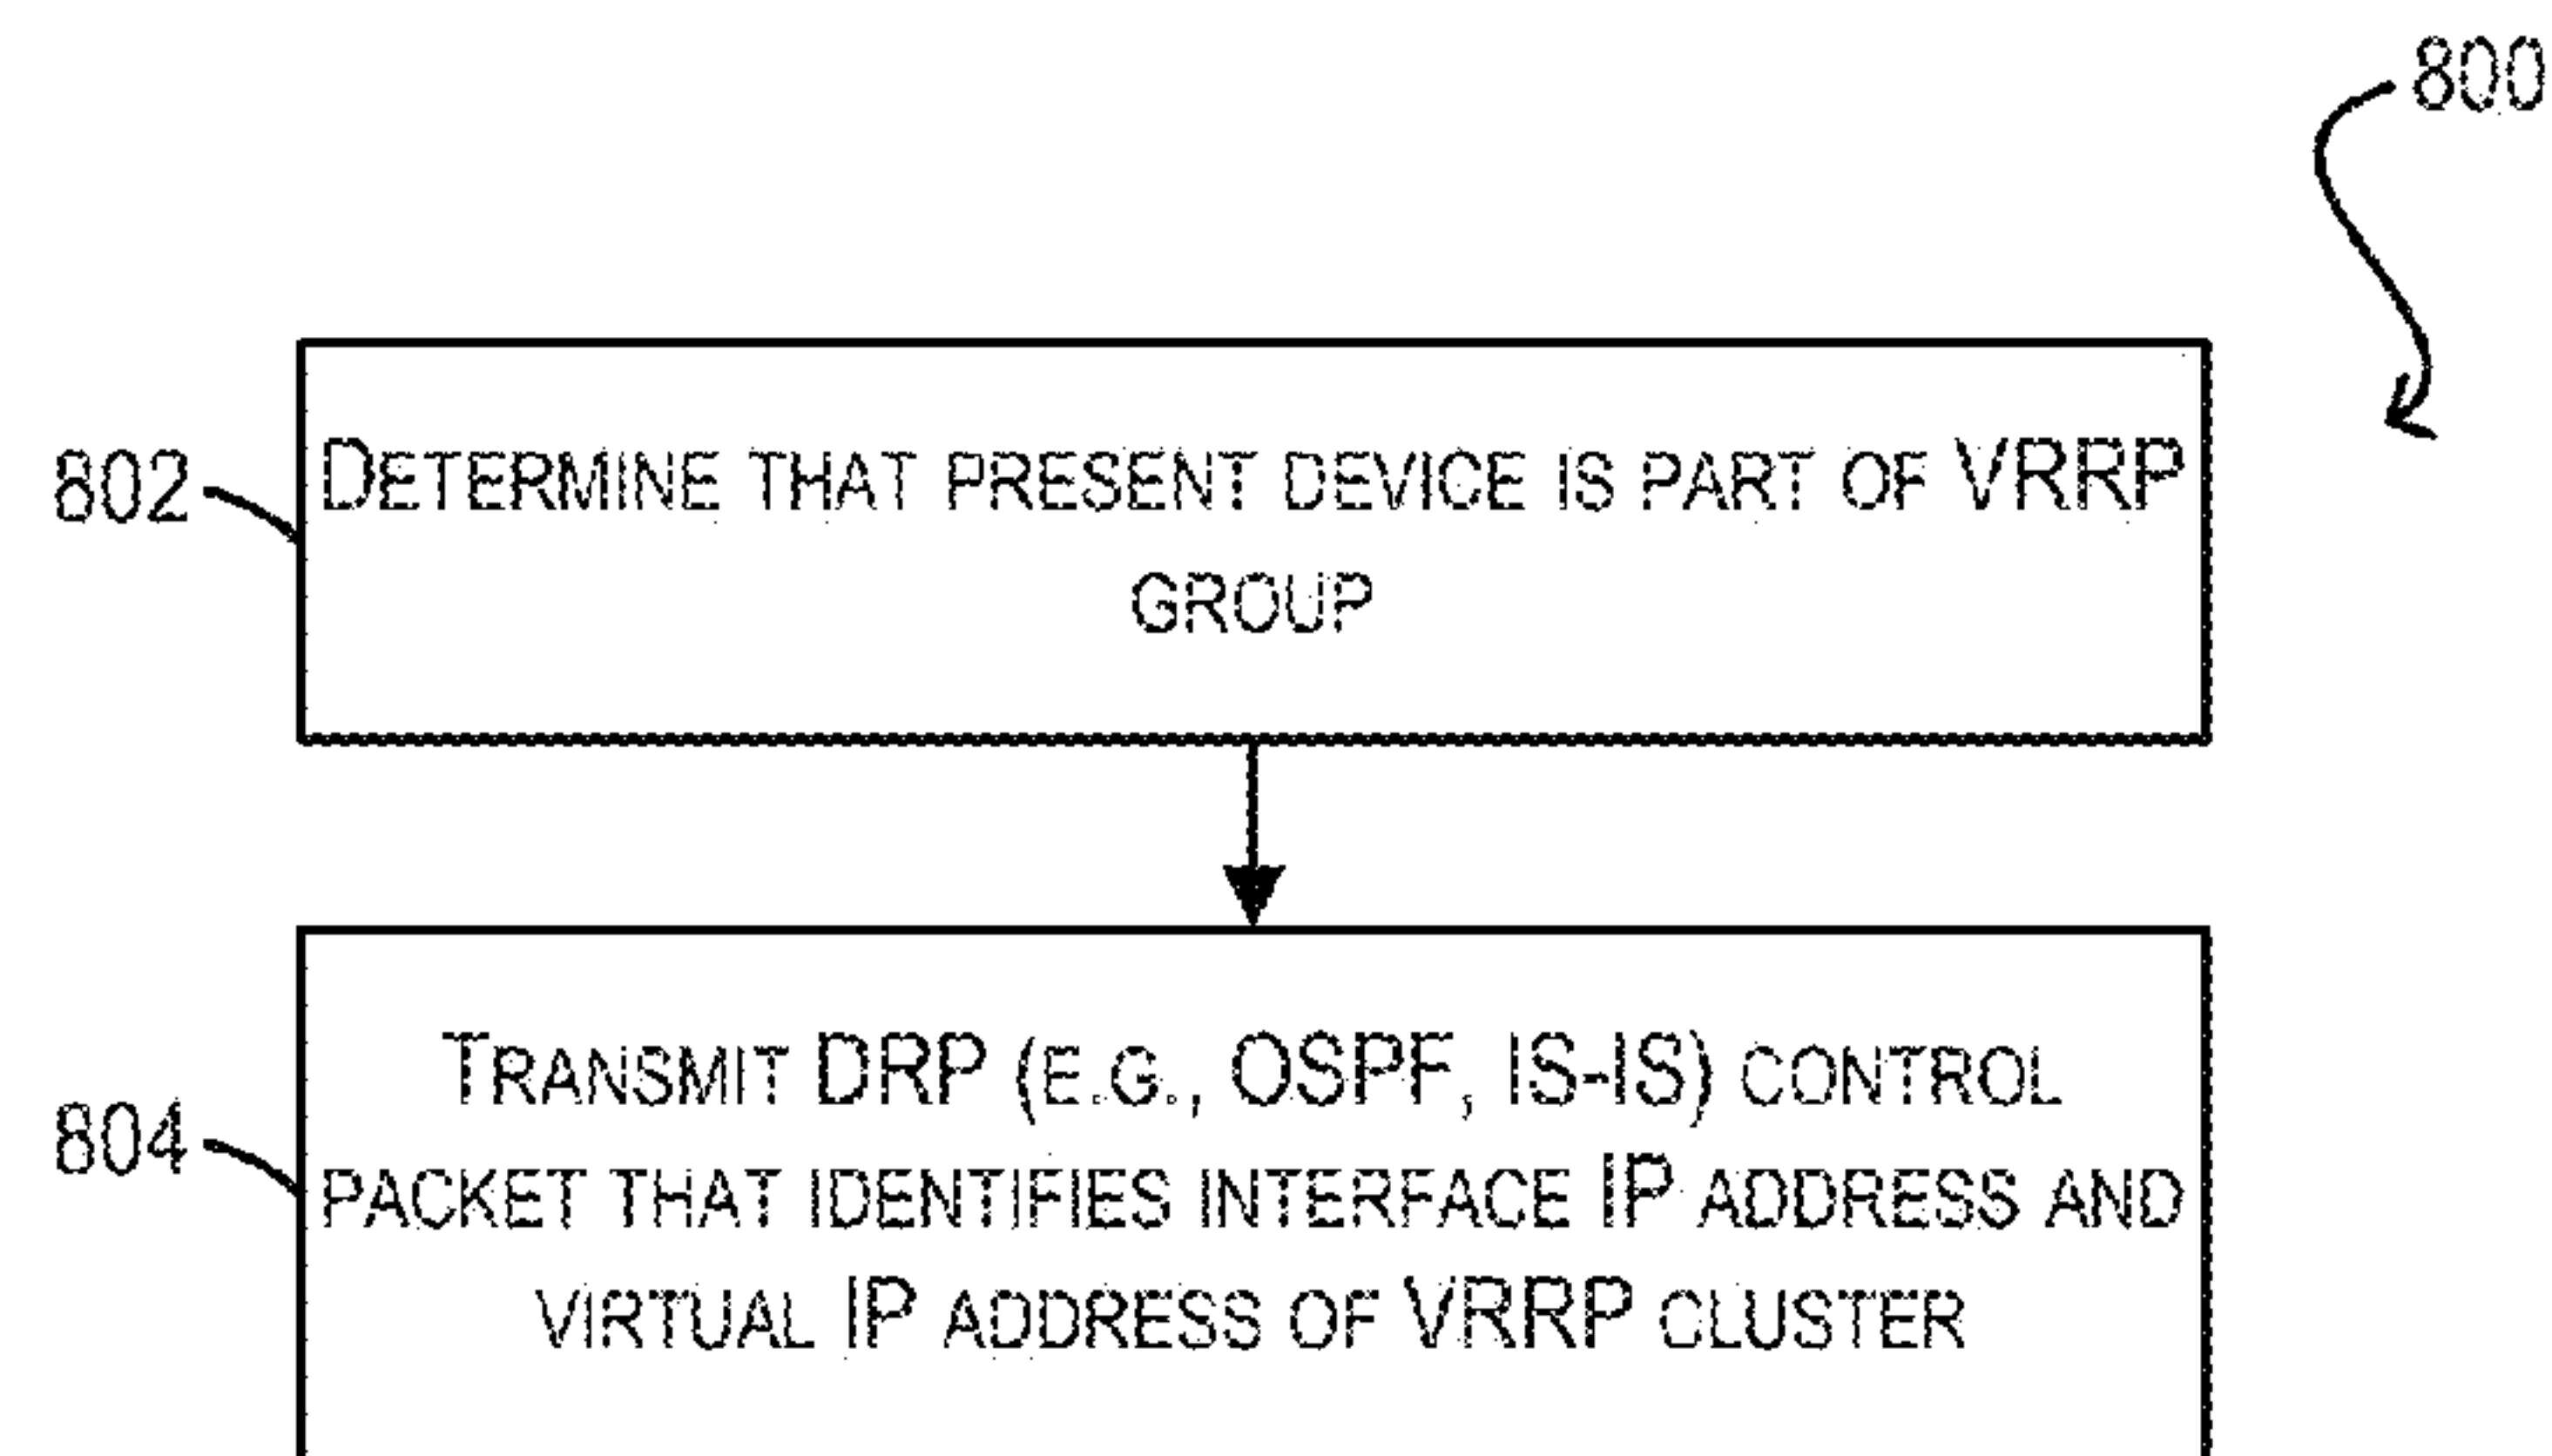 800
802
DETERMINE THAT PRESENT DEVICE IS PART OF VRRP
GROUP
804
TRANSMIT DRP (E.G., OSPF, IS-IS) CONTROL
PACKET THAT IDENTIFIES INTERFACE IP ADDRESS AND
VIRTUAL IP ADDRESS OF VRRP CLUSTER